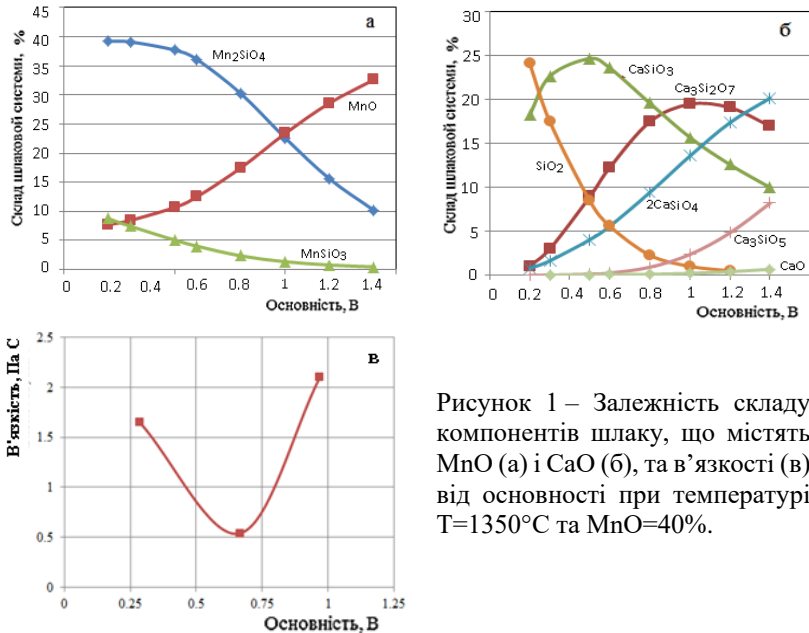 а
Склад шлаковой системи, %
45
40
35
30
25
20
15
10
5
0
Mn2SiO4
MnO
MnSiO3
0.2 0.4 0.6 0.8 1 1.2 1.4
Основність, В
б
Склад шлаковой системи, %
30
25
20
15
10
5
0
CaSiO3
Ca3Si2O7
SiO2
2CaSiO4
Ca3SiO5
CaO
0.2 0.4 0.6 0.8 1.0 1.2 1.4
Основність, В
в
В'язкість, Па С
2.5
2
1.5
1
0.5
0
0 0.25 0.5 0.75 1 1.25
Основність, В
Рисунок 1 – Залежність складу
компонентів шлаку, що містять
MnO (а) і CaO (б), та в’язкості (в)
від основності при температурі
T=1350°C та MnO=40%.